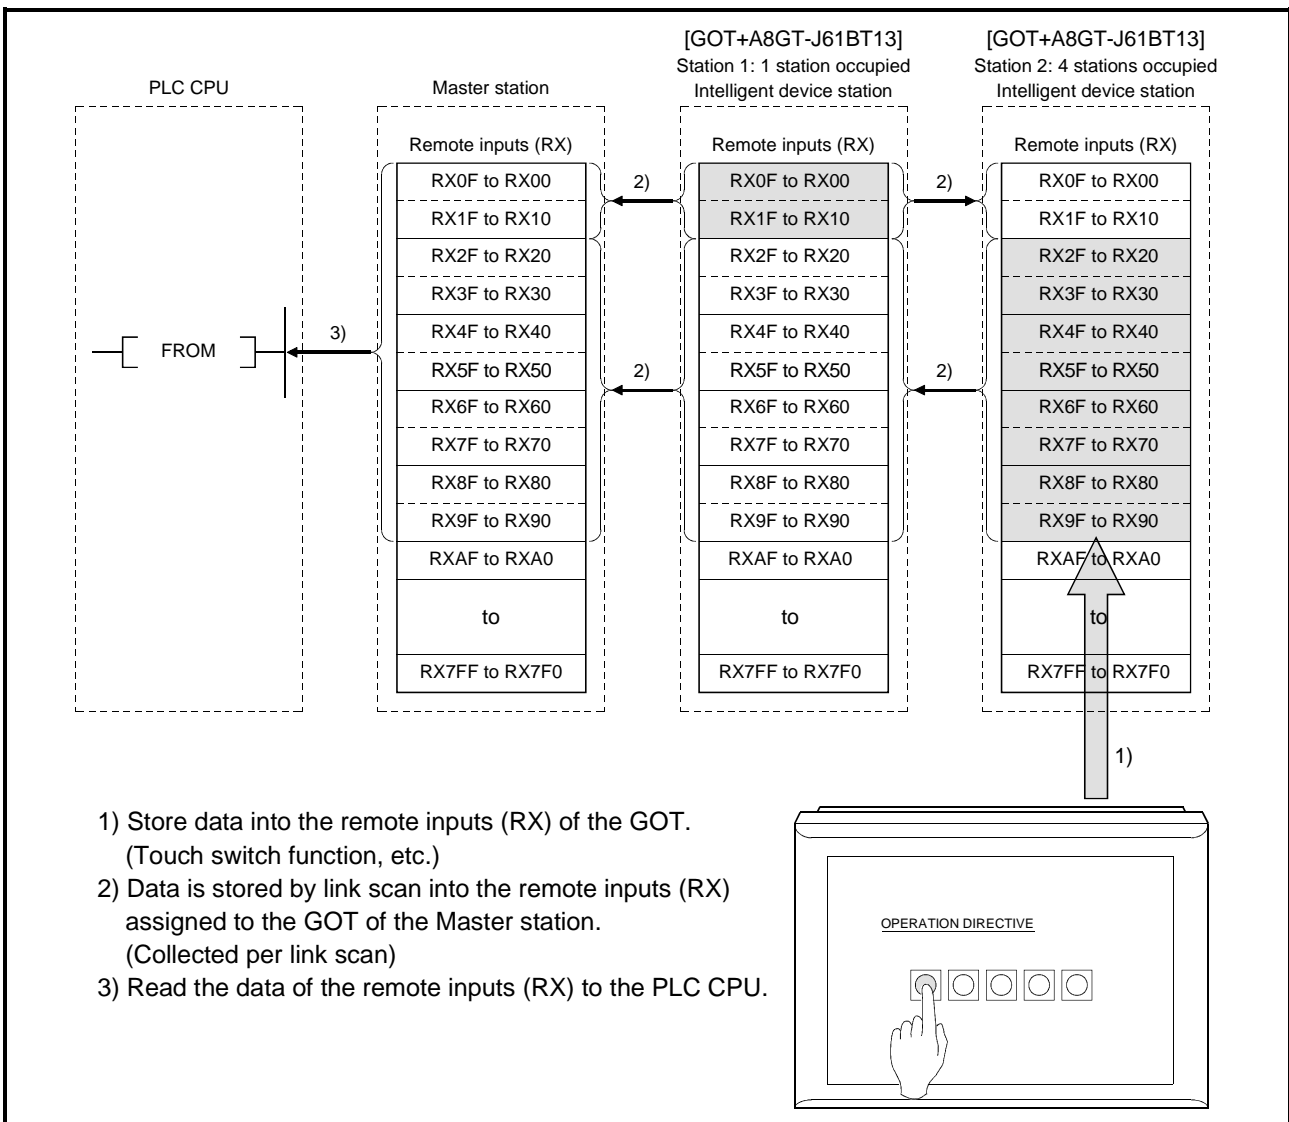 [GOT+A8GT-J61BT13] [GOT+A8GT-J61BT13]
Station 1: 1 station occupied Station 2: 4 stations occupied
PLC CPU Master station Intelligent device station Intelligent device station
Remote inputs (RX) Remote inputs (RX) Remote inputs (RX)
RX0F to RX00 2) RX0F to RX00 2) RX0F to RX00
RX1F to RX10 RX1F to RX10 RX1F to RX10
RX2F to RX20 RX2F to RX20 RX2F to RX20
RX3F to RX30 RX3F to RX30 RX3F to RX30
FROM 3) RX4F to RX40 RX4F to RX40 RX4F to RX40
RX5F to RX50 2) RX5F to RX50 2) RX5F to RX50
RX6F to RX60 RX6F to RX60 RX6F to RX60
RX7F to RX70 RX7F to RX70 RX7F to RX70
RX8F to RX80 RX8F to RX80 RX8F to RX80
RX9F to RX90 RX9F to RX90 RX9F to RX90
RXAF to RXA0 RXAF to RXA0 RXAF to RXA0
to to to
RX7FF to RX7F0 RX7FF to RX7F0 RX7FF to RX7F0
1)
1) Store data into the remote inputs (RX) of the GOT.
(Touch switch function, etc.)
2) Data is stored by link scan into the remote inputs (RX)
assigned to the GOT of the Master station.
(Collected per link scan)
3) Read the data of the remote inputs (RX) to the PLC CPU.
OPERATION DIRECTIVE